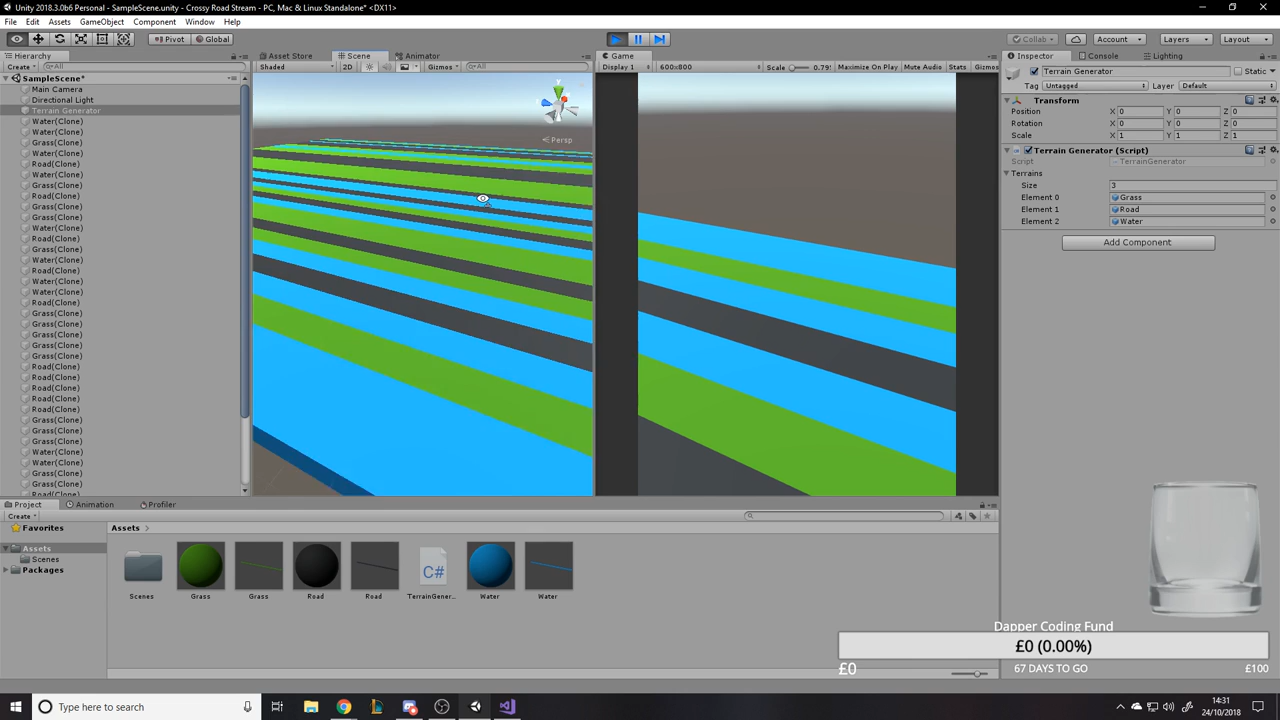 Unity 2018.3.0b6 Personal - SampleScene.unity - Crossy Road Stream - PC, Mac & Linux Standalone* <DX11>
File Edit Assets GameObject Component Window Help
Pivot Global Collab Account Layers Layout
Hierarchy Asset Store Scene Animator Game Inspector Console Lighting
Create All Shaded 2D Gizmos All Display 1 600x800 Scale 0.79 Maximize On Play Mute Audio Stats Gizmos
SampleScene*
Main Camera
Directional Light
Terrain Generator
Water(Clone)
Water(Clone)
Grass(Clone)
Water(Clone)
Road(Clone)
Water(Clone)
Grass(Clone)
Road(Clone)
Grass(Clone)
Grass(Clone)
Water(Clone)
Road(Clone)
Grass(Clone)
Water(Clone)
Road(Clone)
Water(Clone)
Road(Clone)
Grass(Clone)
Grass(Clone)
Grass(Clone)
Grass(Clone)
Road(Clone)
Road(Clone)
Road(Clone)
Road(Clone)
Grass(Clone)
Grass(Clone)
Grass(Clone)
Water(Clone)
Water(Clone)
Grass(Clone)
Grass(Clone)
Road(Clone)
Persp
Terrain Generator Static
Tag Untagged Layer Default
Transform
Position X 0 Y 0 Z 0
Rotation X 0 Y 0 Z 0
Scale X 1 Y 1 Z 1
Terrain Generator (Script)
Script TerrainGenerator
Terrains
Size 3
Element 0 Grass
Element 1 Road
Element 2 Water
Add Component
Project Animation Profiler
Create
Favorites
Assets
Scenes
Packages
Assets
C#
Scenes Grass Grass Road Road TerrainGener... Water Water
Dapper Coding Fund
£0 (0.00%)
£0 67 DAYS TO GO £100
Type here to search
14:31
24/10/2018